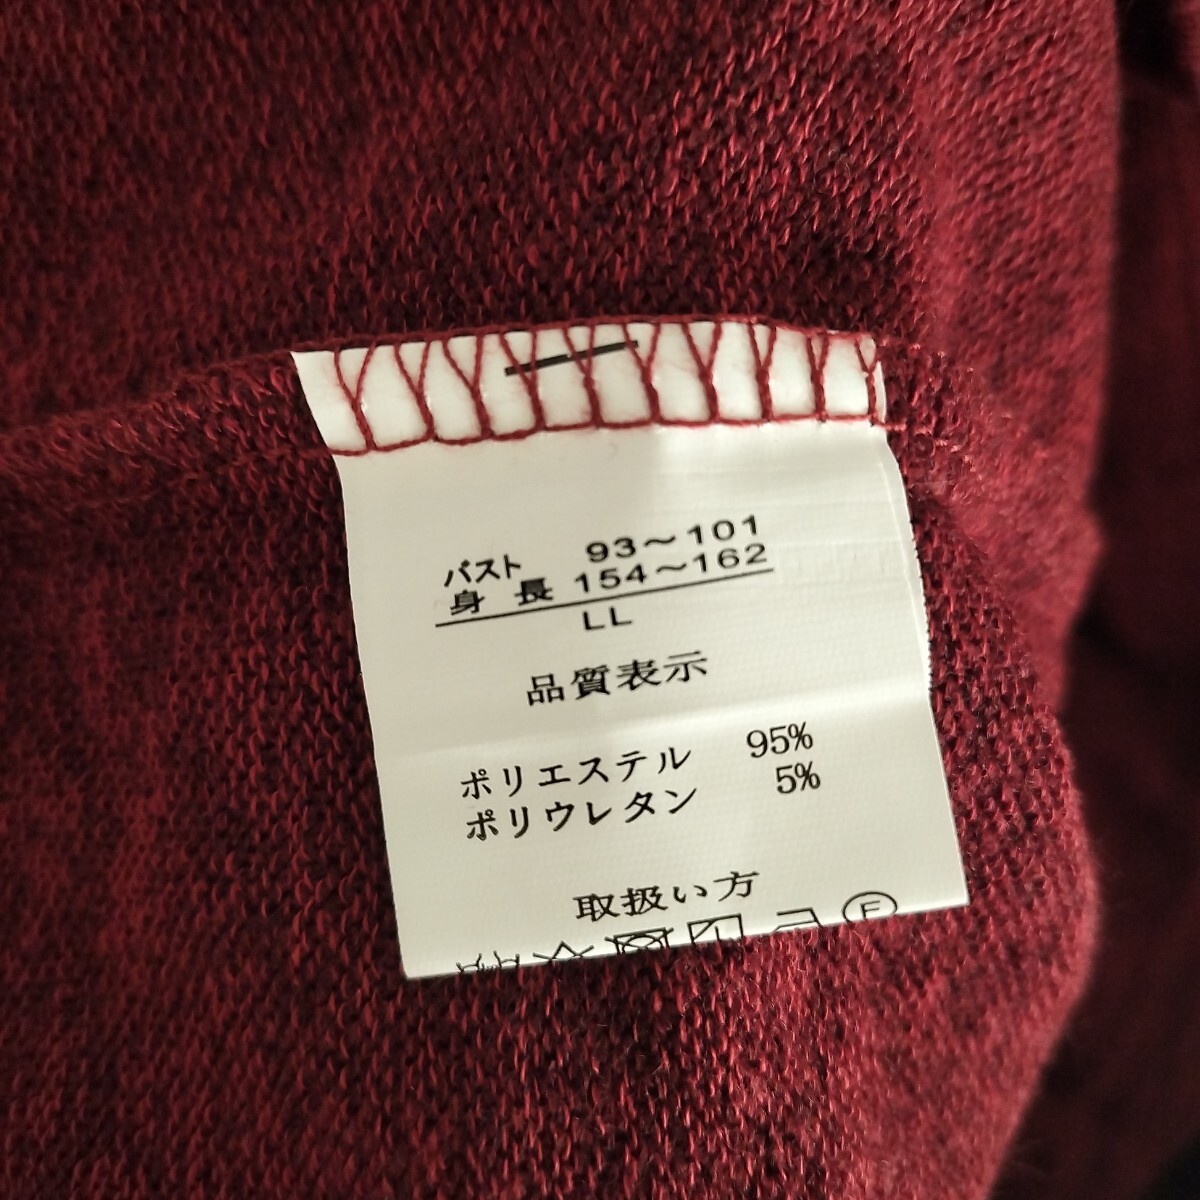 バスト 93～101
身長 154～162
LL
品質表示
ポリエステル 95%
ポリウレタン 5%
取扱い方
F